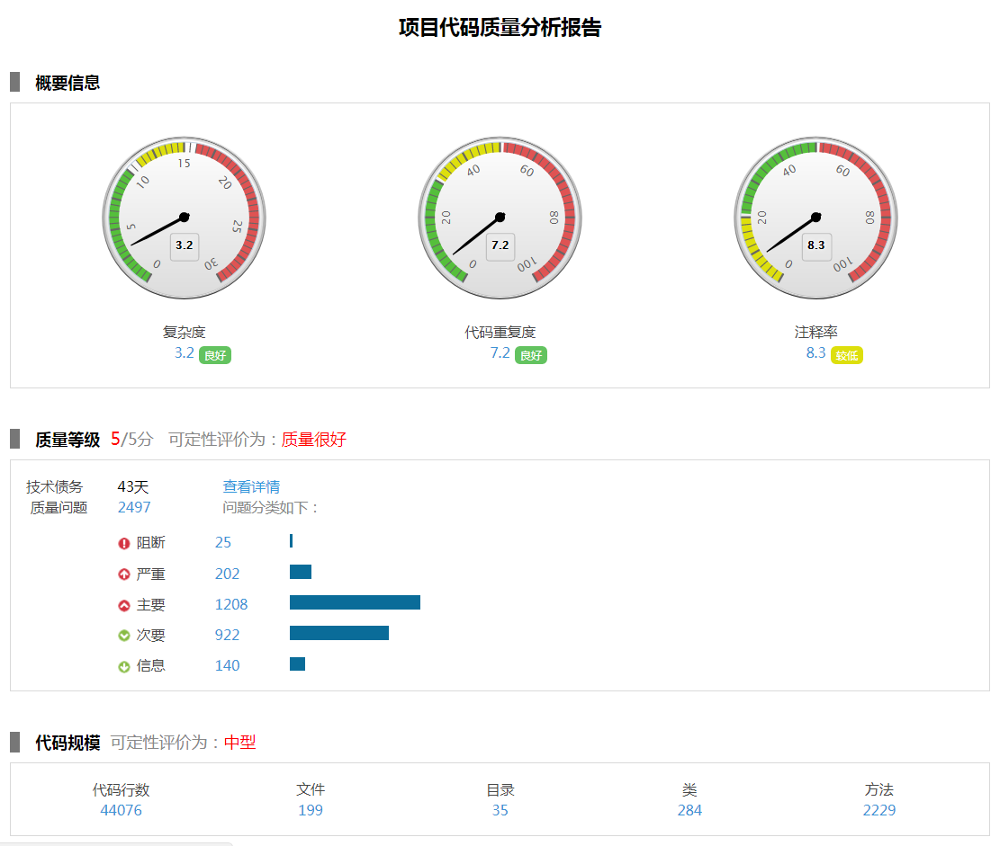 项目代码质量分析报告
概要信息
0 5 10 15 20 25 30
3.2
0 20 40 60 80 100
7.2
0 20 40 60 80 100
8.3
复杂度 代码重复度 注释率
3.2 良好 7.2 良好 8.3 较低
质量等级 5/5分 可定性评价为：质量很好
技术债务 43天 查看详情
质量问题 2497 问题分类如下：
阻断 25
严重 202
主要 1208
次要 922
信息 140
代码规模 可定性评价为：中型
代码行数 文件 目录 类 方法
44076 199 35 284 2229